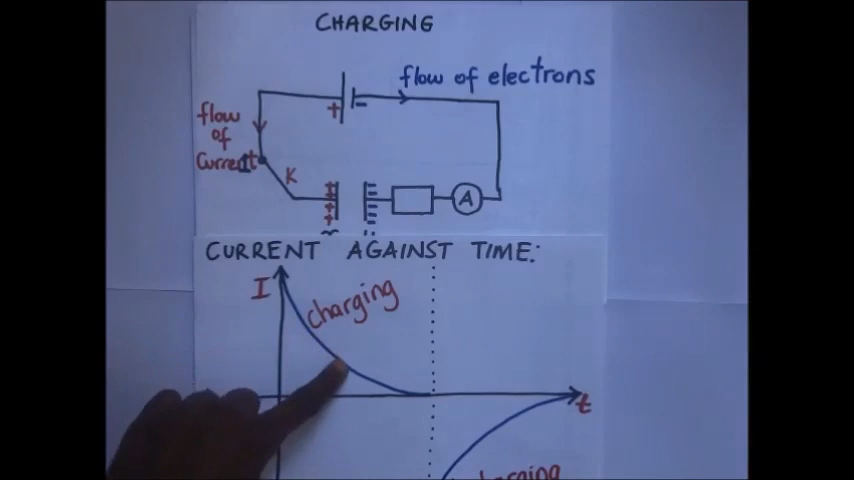 CHARGING
flow of electrons
+
-
flow
of
Current
K
A
CURRENT AGAINST TIME:
I
charging
t